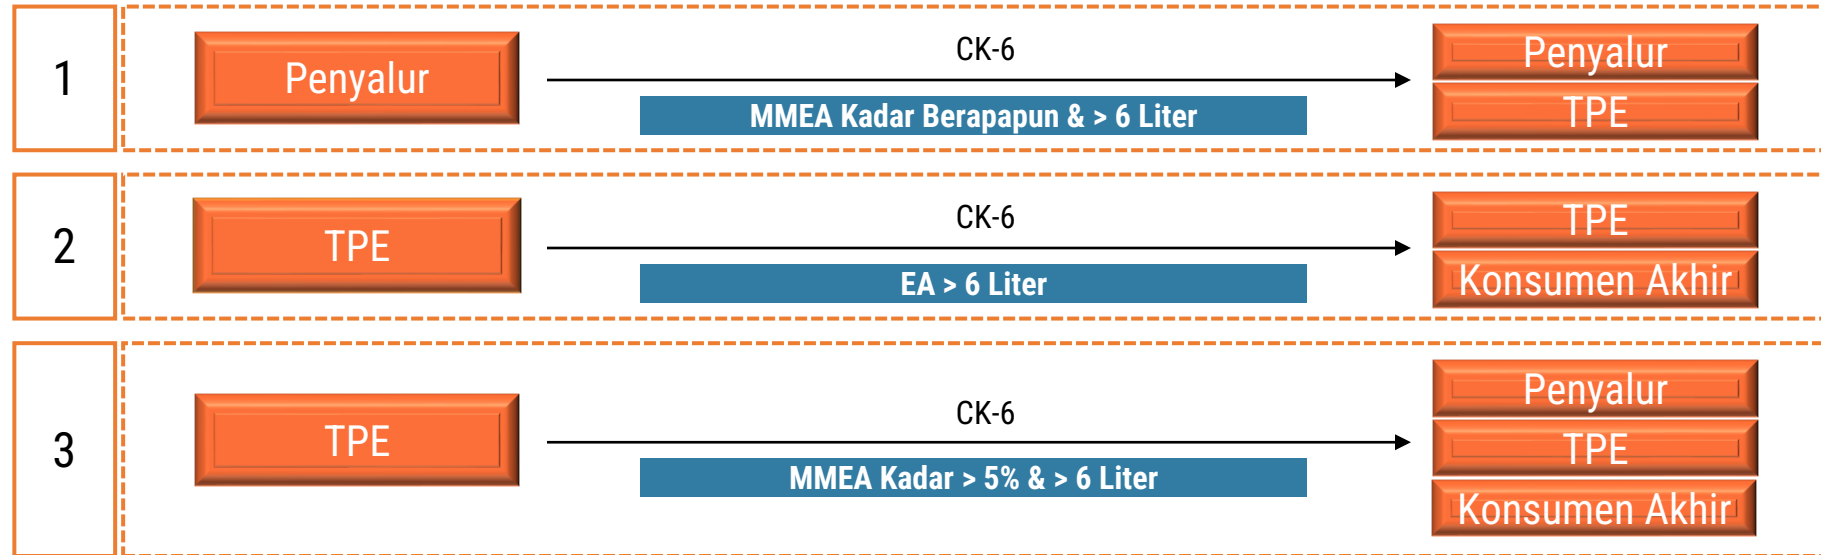 1
Penyalur
CK-6
MMEA Kadar Berapapun & > 6 Liter
Penyalur
TPE
2
TPE
CK-6
EA > 6 Liter
TPE
Konsumen Akhir
3
TPE
CK-6
MMEA Kadar > 5% & > 6 Liter
Penyalur
TPE
Konsumen Akhir